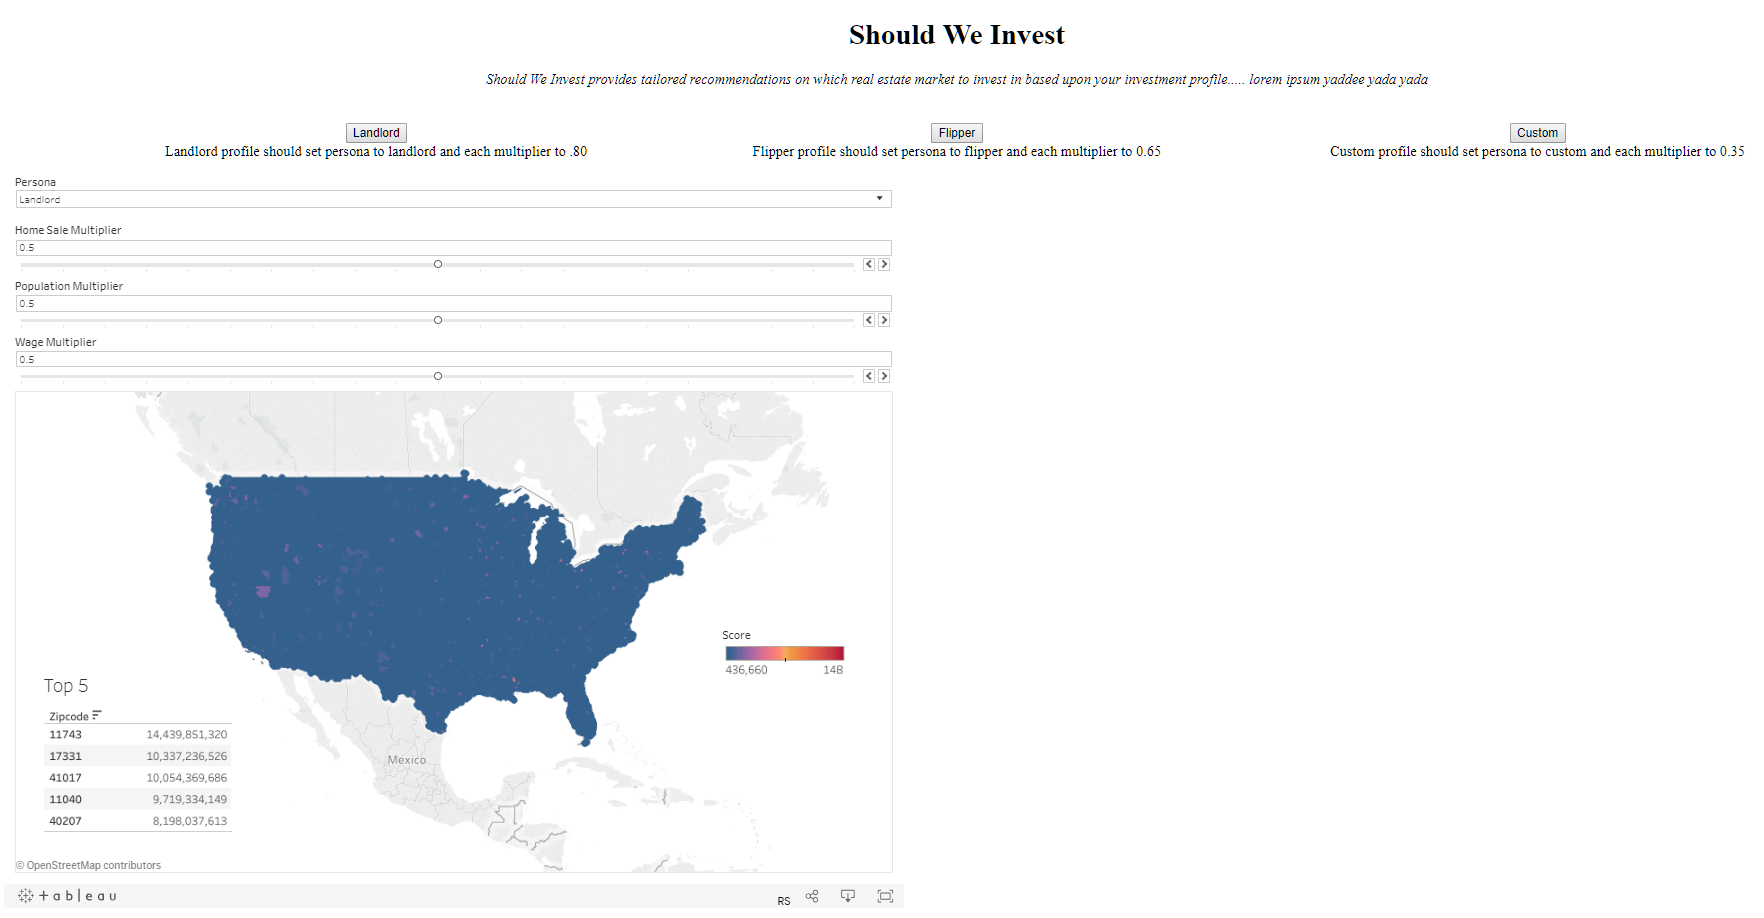 Should We Invest
Should We Invest provides tailored recommendations on which real estate market to invest in based upon your investment profile..... lorem ipsum yaddee yada yada
Landlord
Landlord profile should set persona to landlord and each multiplier to .80
Flipper
Flipper profile should set persona to flipper and each multiplier to 0.65
Custom
Custom profile should set persona to custom and each multiplier to 0.35
Persona
Landlord
Home Sale Multiplier
0.5
Population Multiplier
0.5
Wage Multiplier
0.5
Score
436,660 14B
Top 5
Zipcode
11743 14,439,851,320
17331 10,337,236,526
41017 10,054,369,686
11040 9,719,334,149
40207 8,198,037,613
Mexico
© OpenStreetMap contributors
+ a b | e a u
RS